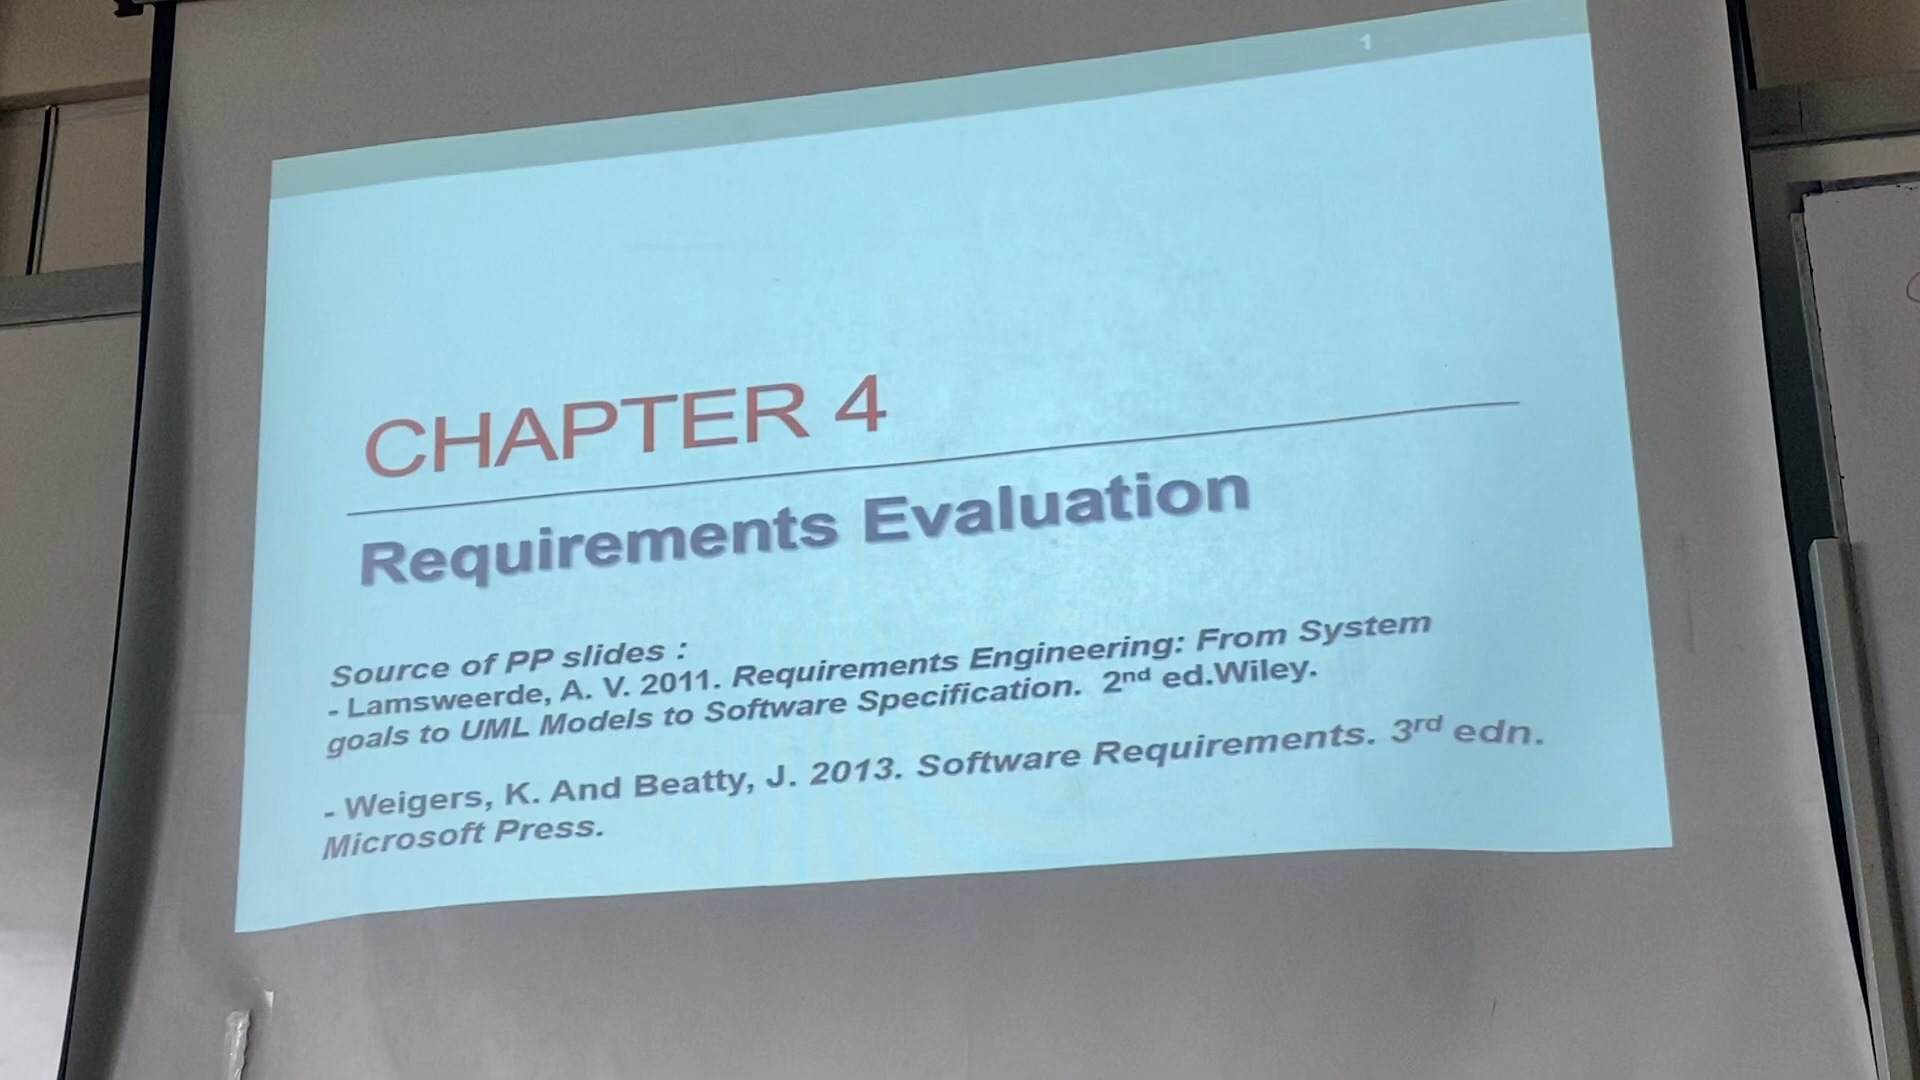 1
CHAPTER 4
Requirements Evaluation
Source of PP slides :
- Lamsweerde, A. V. 2011. Requirements Engineering: From System
goals to UML Models to Software Specification. 2nd ed.Wiley.
- Weigers, K. And Beatty, J. 2013. Software Requirements. 3rd edn.
Microsoft Press.